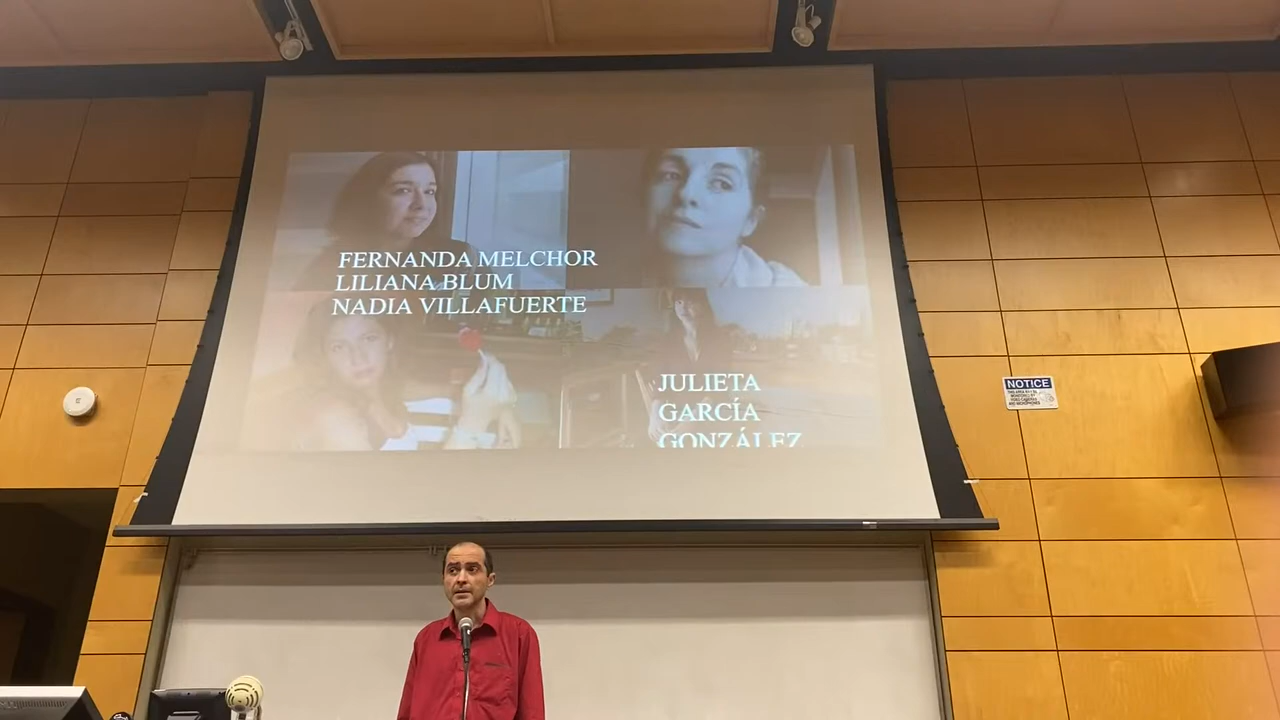 FERNANDA MELCHOR
LILIANA BLUM
NADIA VILLAFUERTE
JULIETA
GARCÍA
GONZÁLEZ
NOTICE